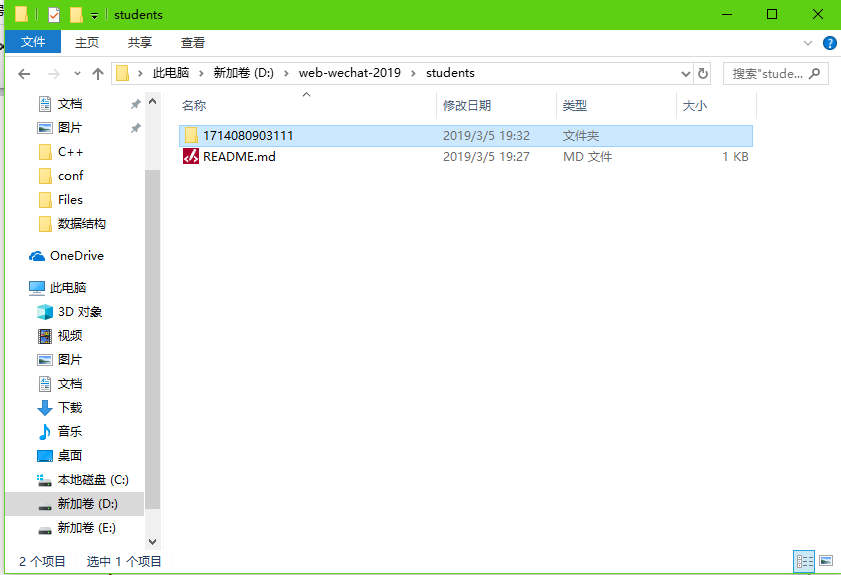 students
文件 主页 共享 查看
此电脑 新加卷 (D:) web-wechat-2019 students 搜索"stude...
名称 修改日期 类型 大小
1714080903111 2019/3/5 19:32 文件夹
README.md 2019/3/5 19:27 MD 文件 1 KB
文档
图片
C++
conf
Files
数据结构
OneDrive
此电脑
3D 对象
视频
图片
文档
下载
音乐
桌面
本地磁盘 (C:)
新加卷 (D:)
新加卷 (E:)
2 个项目 选中 1 个项目